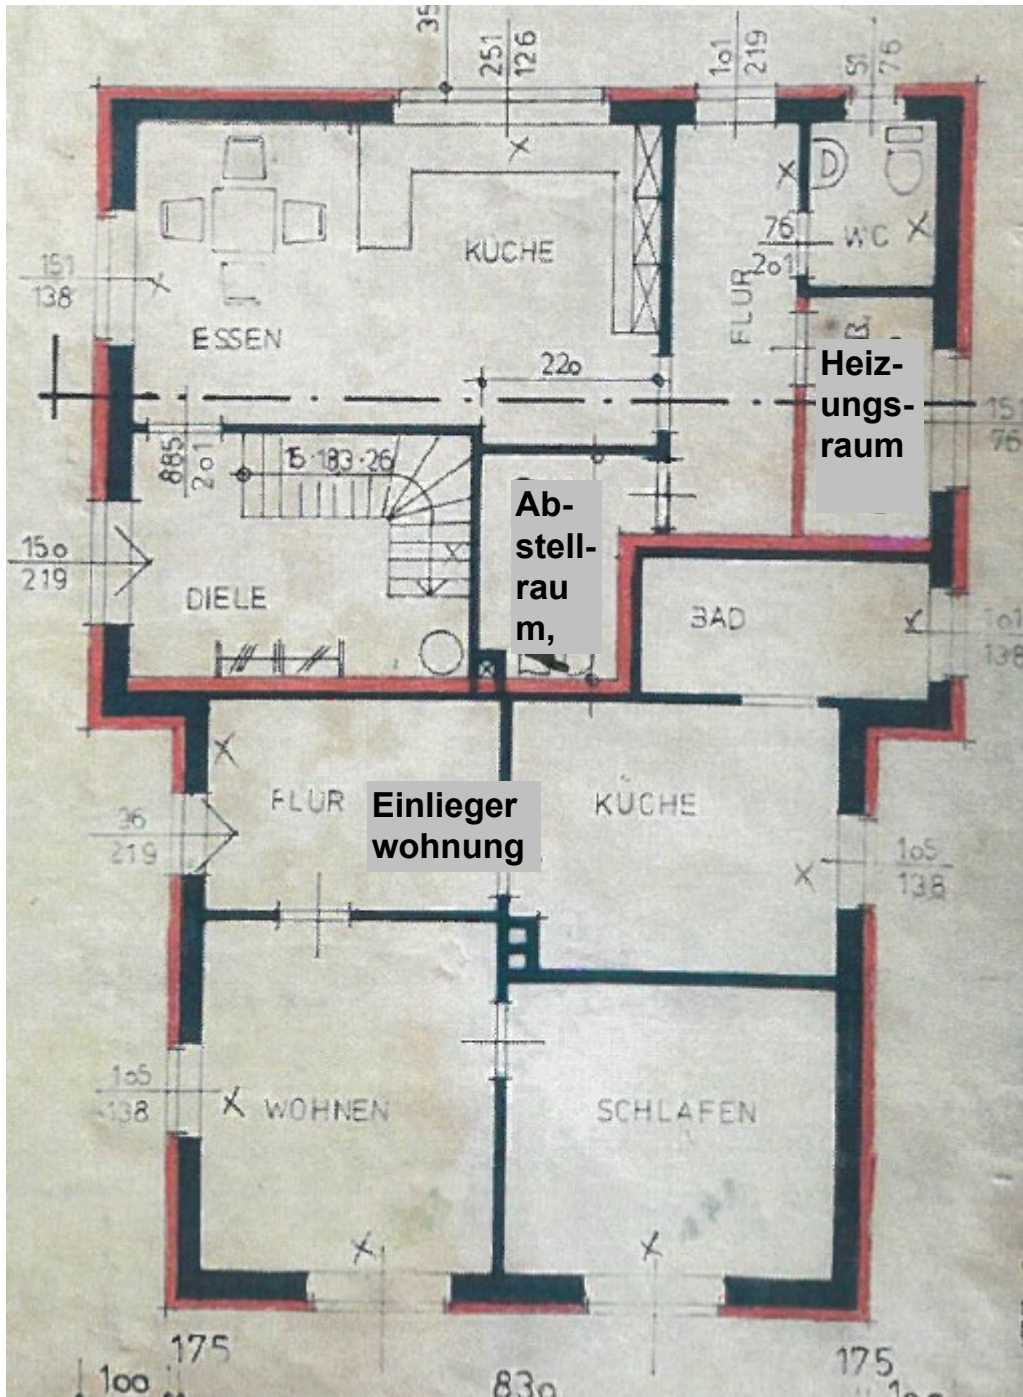 35
251
126
1o1
219
51
76
KÜCHE
76
2o1
WC
FLUR
151
138
ESSEN
22o
Heiz-
ungs-
raum
151
76
885
2o1
15·183·26
Ab-
stell-
rau
m,
15o
219
DIELE
BAD
1o1
138
FLUR
Einlieger
wohnung
KÜCHE
96
219
1o5
138
1o5
138
WOHNEN
SCHLAFEN
175
175
1oo
83o